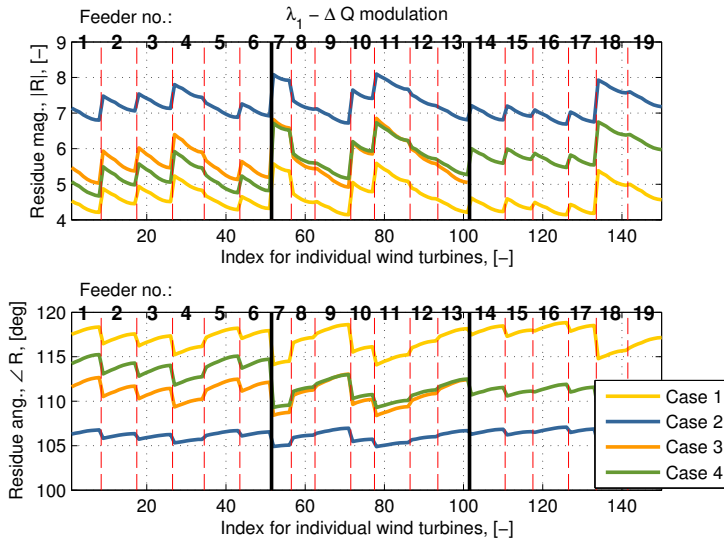 Feeder no.:
λ₁ − Δ Q modulation
1 2 3 4 5 6 7 8 9 10 11 12 13 14 15 16 17 18 19
Residue mag., |R|, [−]
9
8
7
6
5
4
20 40 60 80 100 120 140
Index for individual wind turbines, [−]
Feeder no.:
1 2 3 4 5 6 7 8 9 10 11 12 13 14 15 16 17 18 19
Residue ang., ∠ R, [deg]
120
115
110
105
100
20 40 60 80 100 120 140
Index for individual wind turbines, [−]
Case 1
Case 2
Case 3
Case 4